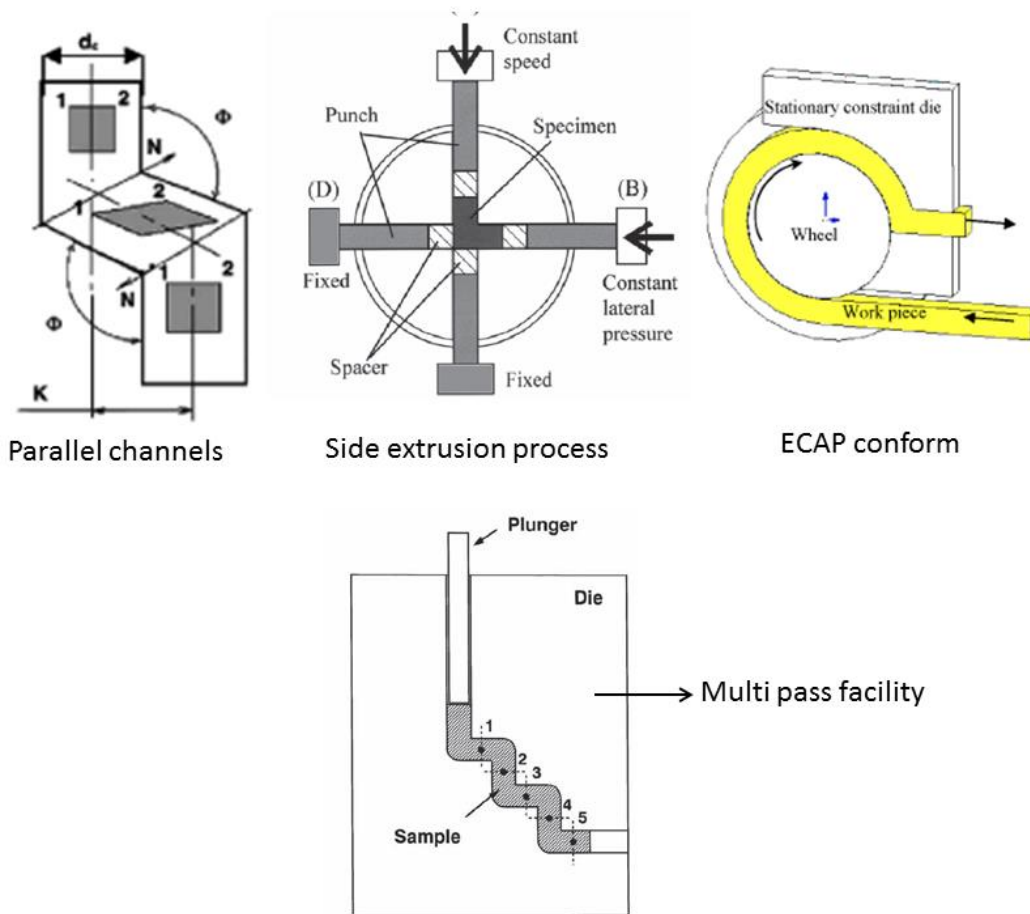 d꜀
1 2
Φ
N
1 2
1 2
N
Φ
K
Parallel channels
Constant
speed
Punch
Specimen
(D)
(B)
Fixed
Constant
lateral
pressure
Spacer
Fixed
Side extrusion process
Stationary constraint die
Wheel
Work piece
ECAP conform
Plunger
Die
Multi pass facility
1
2
3
4
5
Sample